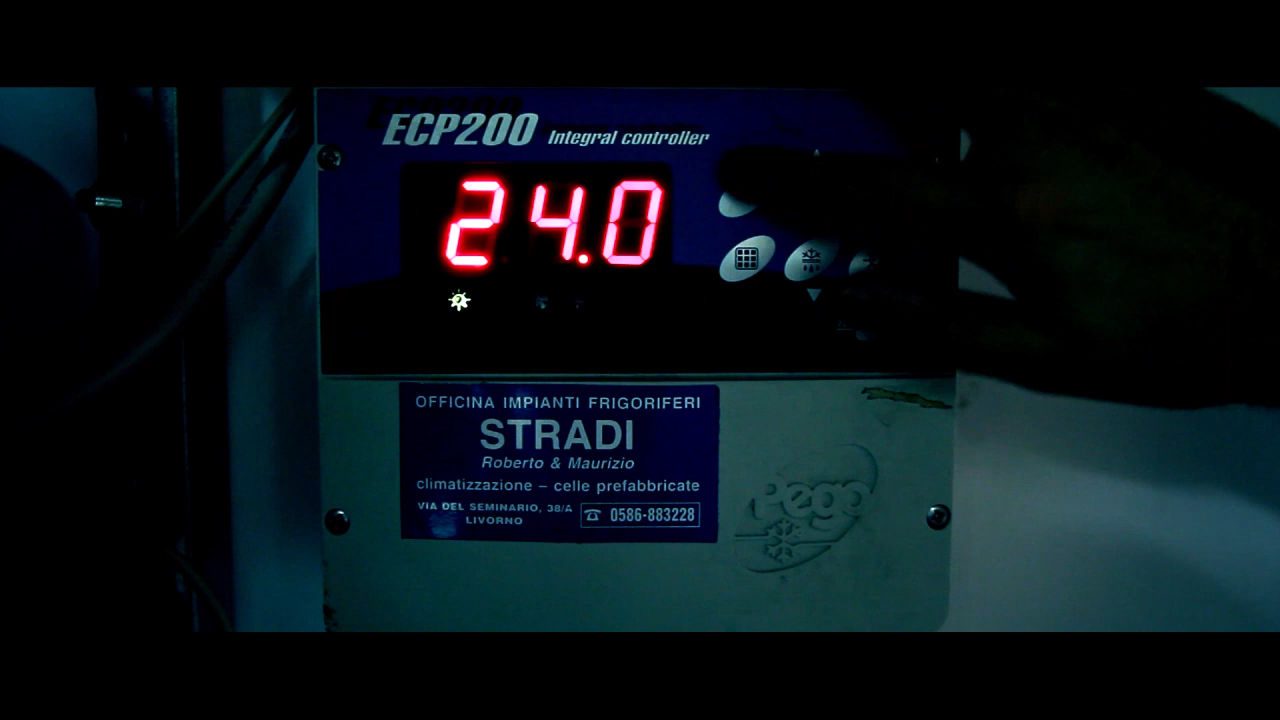 ECP200 Integral controller
24.0
OFFICINA IMPIANTI FRIGORIFERI
STRADI
Roberto & Maurizio
climatizzazione – celle prefabbricate
VIA DEL SEMINARIO, 38/A
LIVORNO
0586-883228
Pego